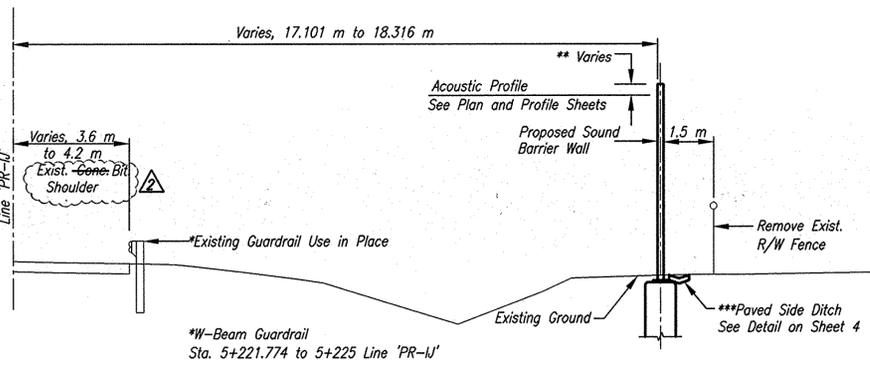 Varies, 17.101 m to 18.316 m
** Varies
Acoustic Profile
See Plan and Profile Sheets
Varies, 3.6 m
to 4.2 m
Proposed Sound
Barrier Wall
1.5 m
Exist. Conc. Bit
Shoulder
2
Line 'PR-IJ'
*Existing Guardrail Use in Place
Remove Exist.
R/W Fence
Existing Ground
***Paved Side Ditch
See Detail on Sheet 4
*W-Beam Guardrail
Sta. 5+221.774 to 5+225 Line 'PR-IJ'